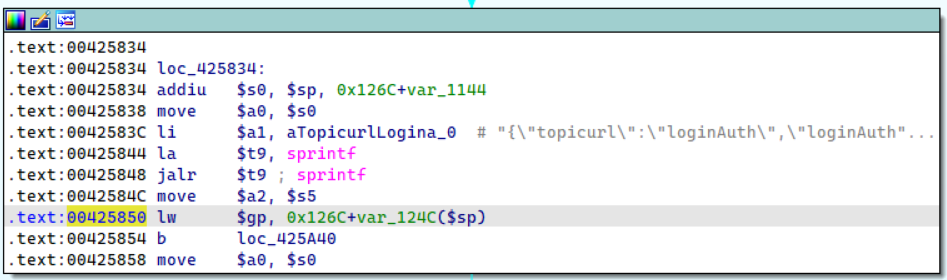 .text:00425834
.text:00425834 loc_425834:
.text:00425834 addiu   $s0, $sp, 0x126C+var_1144
.text:00425838 move    $a0, $s0
.text:0042583C li      $a1, aTopicurlLogina_0  # "{\"topicurl\":\"loginAuth\",\"loginAuth"...
.text:00425844 la      $t9, sprintf
.text:00425848 jalr    $t9 ; sprintf
.text:0042584C move    $a2, $s5
.text:00425850 lw      $gp, 0x126C+var_124C($sp)
.text:00425854 b       loc_425A40
.text:00425858 move    $a0, $s0